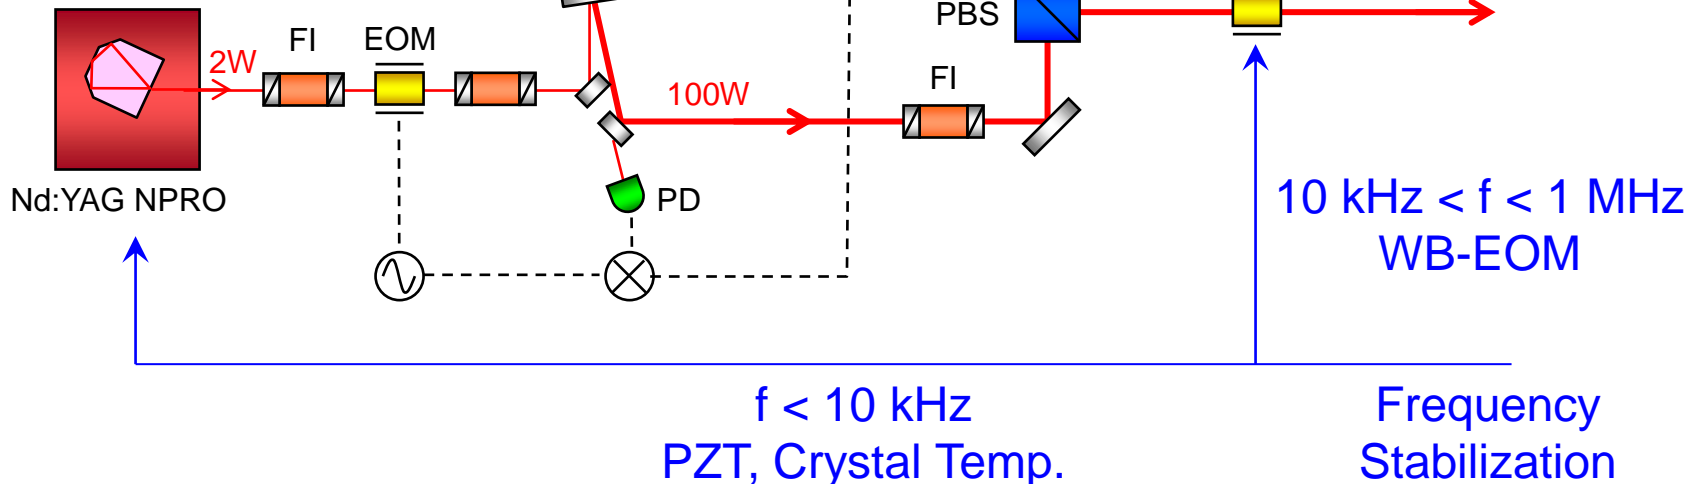 PBS
FI
EOM
2W
FI
100W
Nd:YAG NPRO
PD
10 kHz < f < 1 MHz
WB-EOM
f < 10 kHz
PZT, Crystal Temp.
Frequency
Stabilization